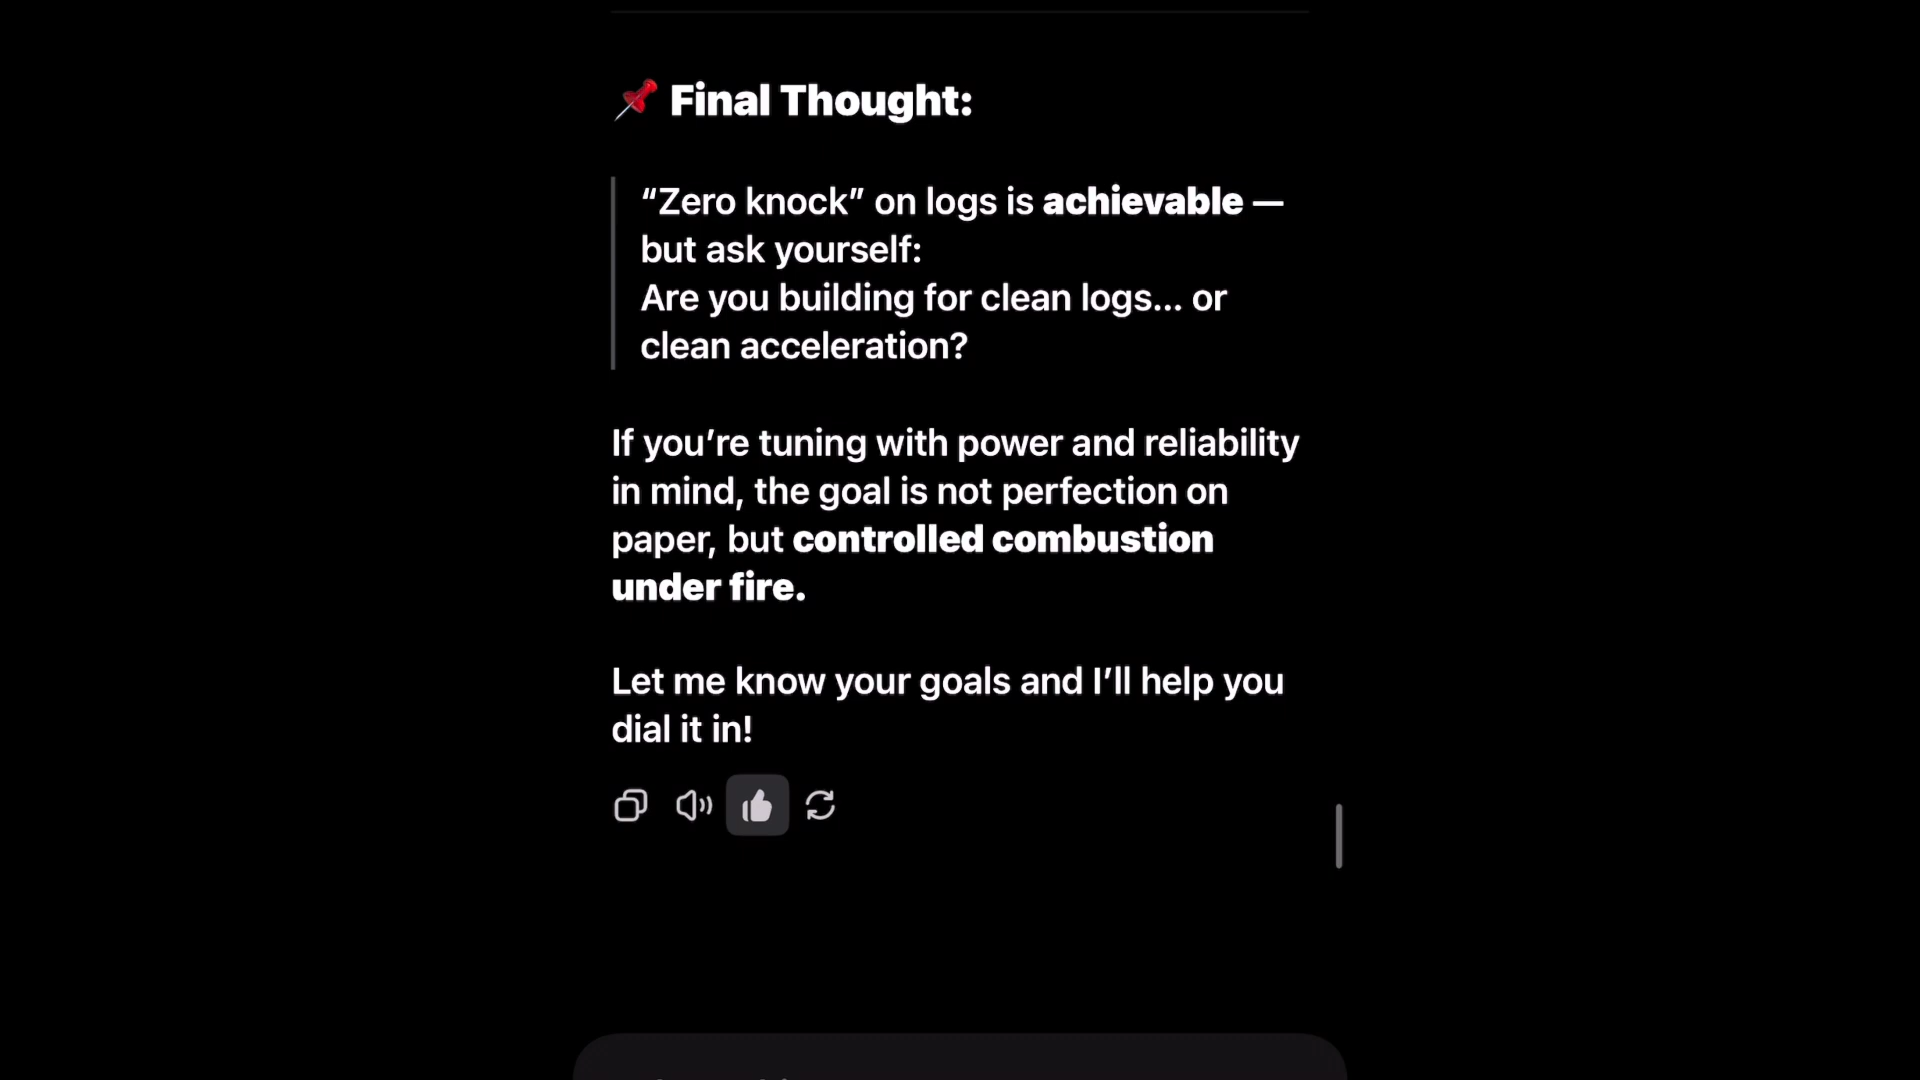 📌 Final Thought:
“Zero knock” on logs is achievable —
but ask yourself:
Are you building for clean logs... or
clean acceleration?
If you’re tuning with power and reliability
in mind, the goal is not perfection on
paper, but controlled combustion
under fire.
Let me know your goals and I’ll help you
dial it in!